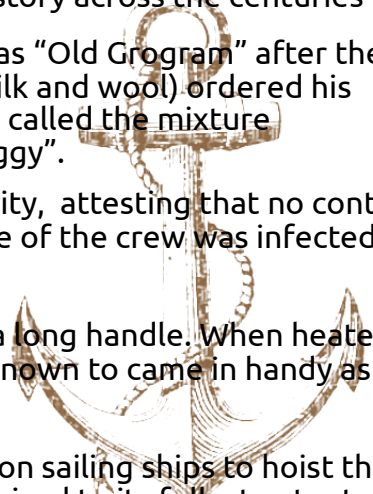 story across the centuries
as “Old Grogram” after the
ilk and wool) ordered his
called the mixture
ggy”.
ity,  attesting that no cont
e of the crew was infected
a long handle. When heate
nown to came in handy as
on sailing ships to hoist th